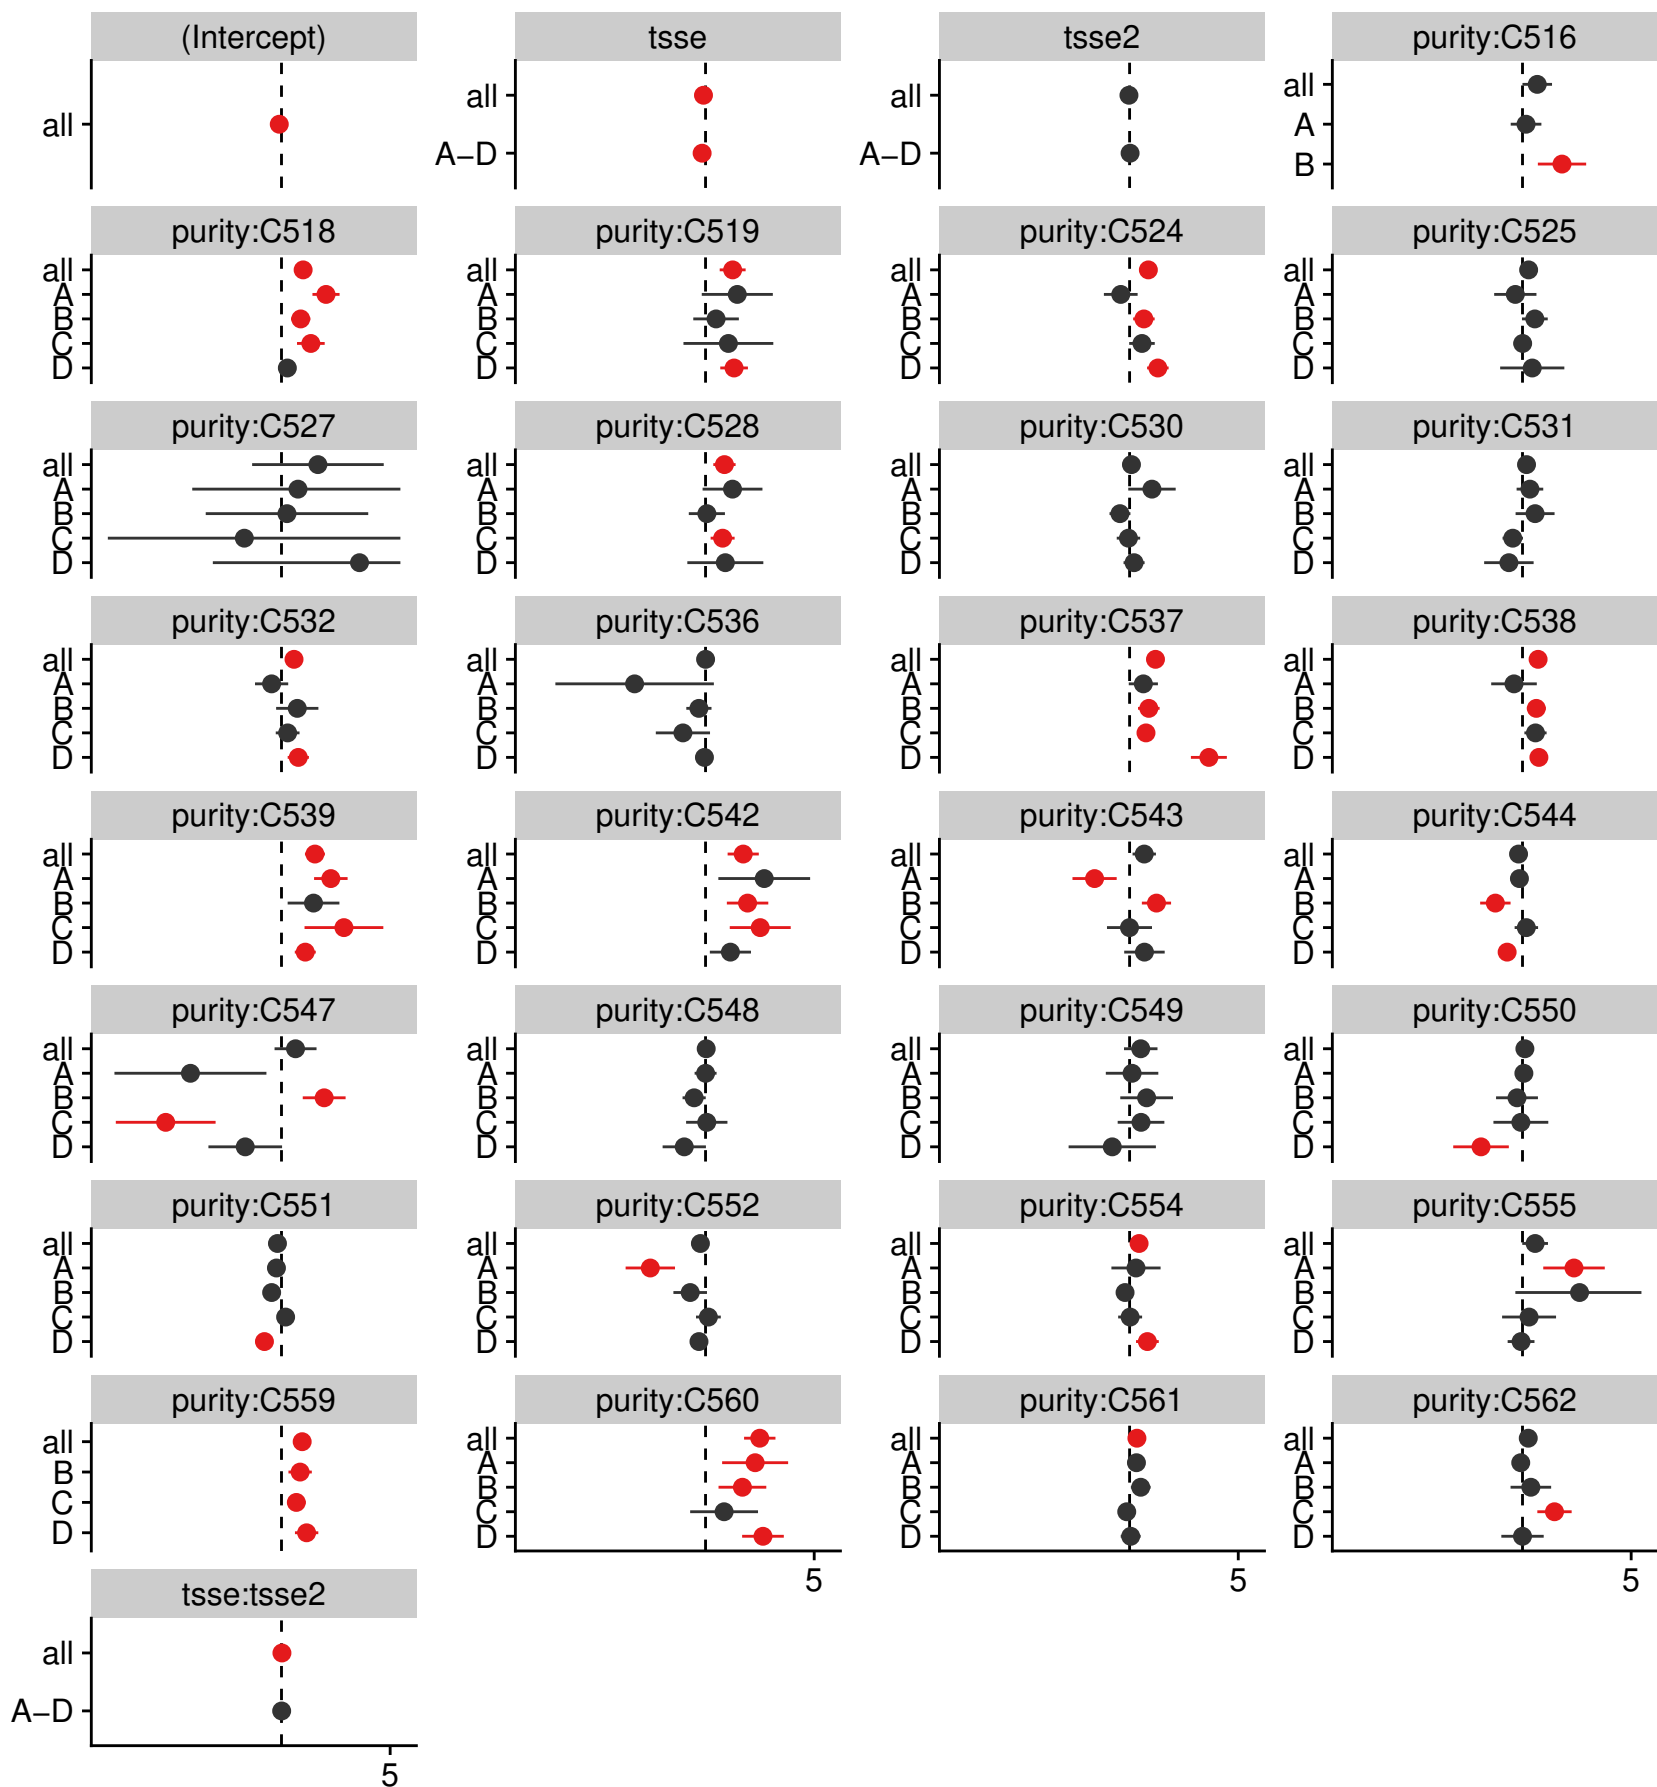 (Intercept)
all
tsse
all
A−D
tsse2
all
A−D
purity:C516
all
A
B
purity:C518
all
A
B
C
D
purity:C519
all
A
B
C
D
purity:C524
all
A
B
C
D
purity:C525
all
A
B
C
D
purity:C527
all
A
B
C
D
purity:C528
all
A
B
C
D
purity:C530
all
A
B
C
D
purity:C531
all
A
B
C
D
purity:C532
all
A
B
C
D
purity:C536
all
A
B
C
D
purity:C537
all
A
B
C
D
purity:C538
all
A
B
C
D
purity:C539
all
A
B
C
D
purity:C542
all
A
B
C
D
purity:C543
all
A
B
C
D
purity:C544
all
A
B
C
D
purity:C547
all
A
B
C
D
purity:C548
all
A
B
C
D
purity:C549
all
A
B
C
D
purity:C550
all
A
B
C
D
purity:C551
all
A
B
C
D
purity:C552
all
A
B
C
D
purity:C554
all
A
B
C
D
purity:C555
all
A
B
C
D
purity:C559
all
B
C
D
purity:C560
all
A
B
C
D
5
purity:C561
all
A
B
C
D
5
purity:C562
all
A
B
C
D
5
tsse:tsse2
all
A−D
5